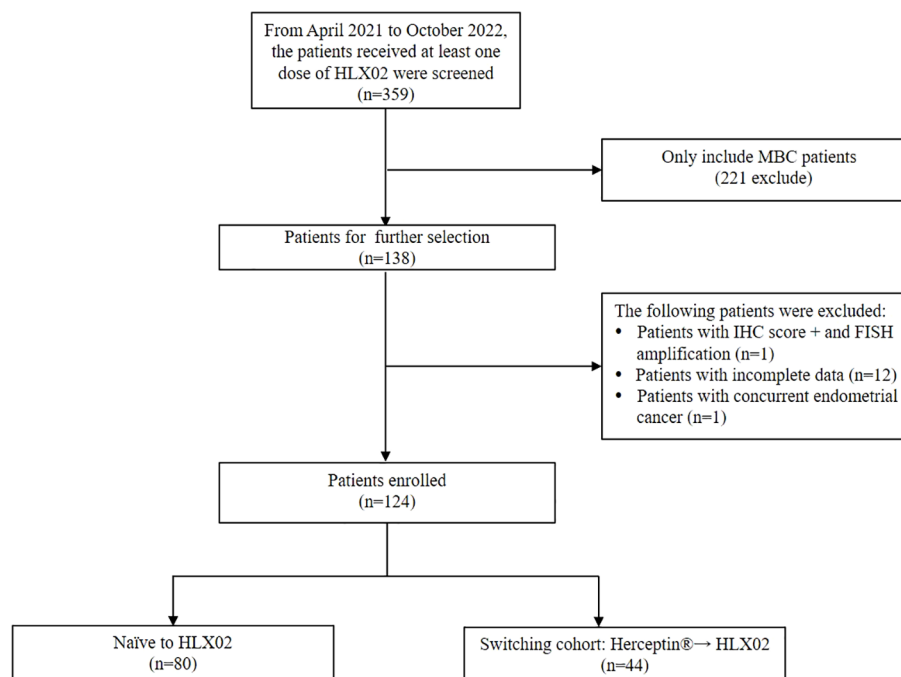 From April 2021 to October 2022,
the patients received at least one
dose of HLX02 were screened
(n=359)
Only include MBC patients
(221 exclude)
Patients for further selection
(n=138)
The following patients were excluded:
• Patients with IHC score + and FISH
amplification (n=1)
• Patients with incomplete data (n=12)
• Patients with concurrent endometrial
cancer (n=1)
Patients enrolled
(n=124)
Naïve to HLX02
(n=80)
Switching cohort: Herceptin®→ HLX02
(n=44)